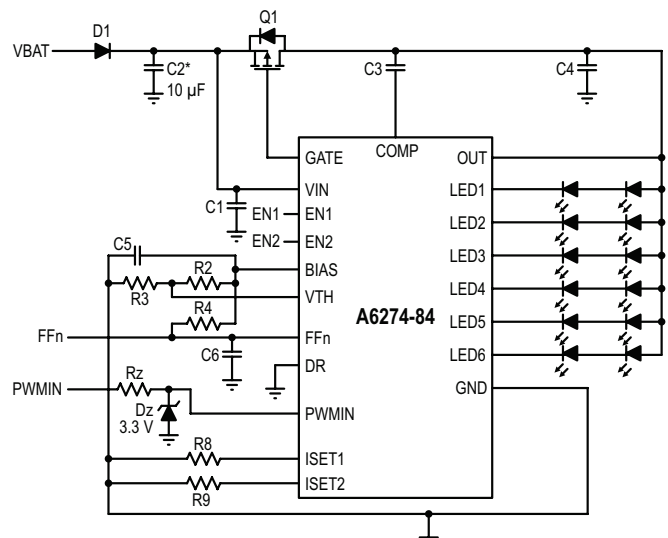 D1
Q1
VBAT
C2*
10 µF
C3
C4
GATE
COMP
OUT
VIN
LED1
C1
EN1
EN1
LED2
C5
EN2
EN2
LED3
R3
R2
BIAS
LED4
VTH
A6274-84
R4
LED5
FFn
FFn
C6
LED6
DR
GND
PWMIN
Rz
Dz
3.3 V
PWMIN
R8
ISET1
R9
ISET2